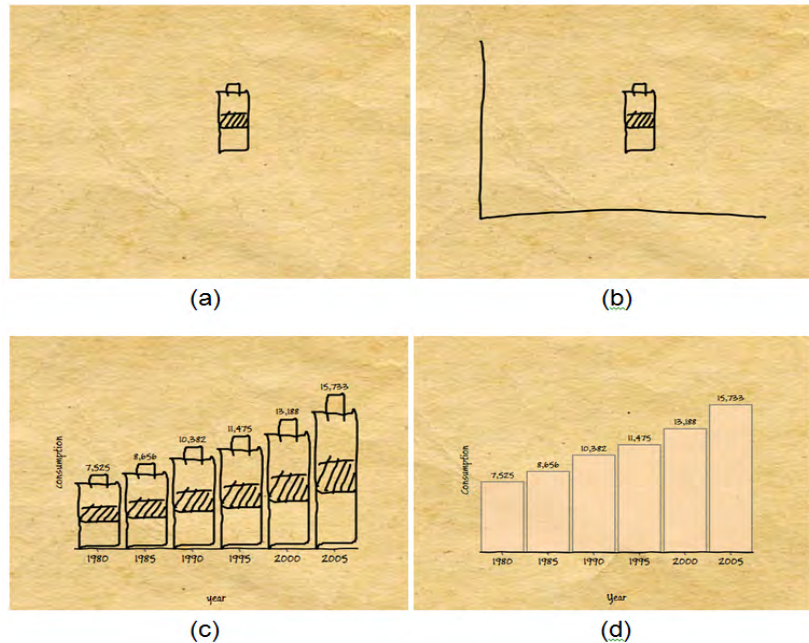 (a)
(b)
15,733
13,188
11,475
10,382
8,656
7,525
consumption
1980 1985 1990 1995 2000 2005
year
(c)
15,733
13,188
11,475
10,382
8,656
7,525
Consumption
1980 1985 1990 1995 2000 2005
Year
(d)